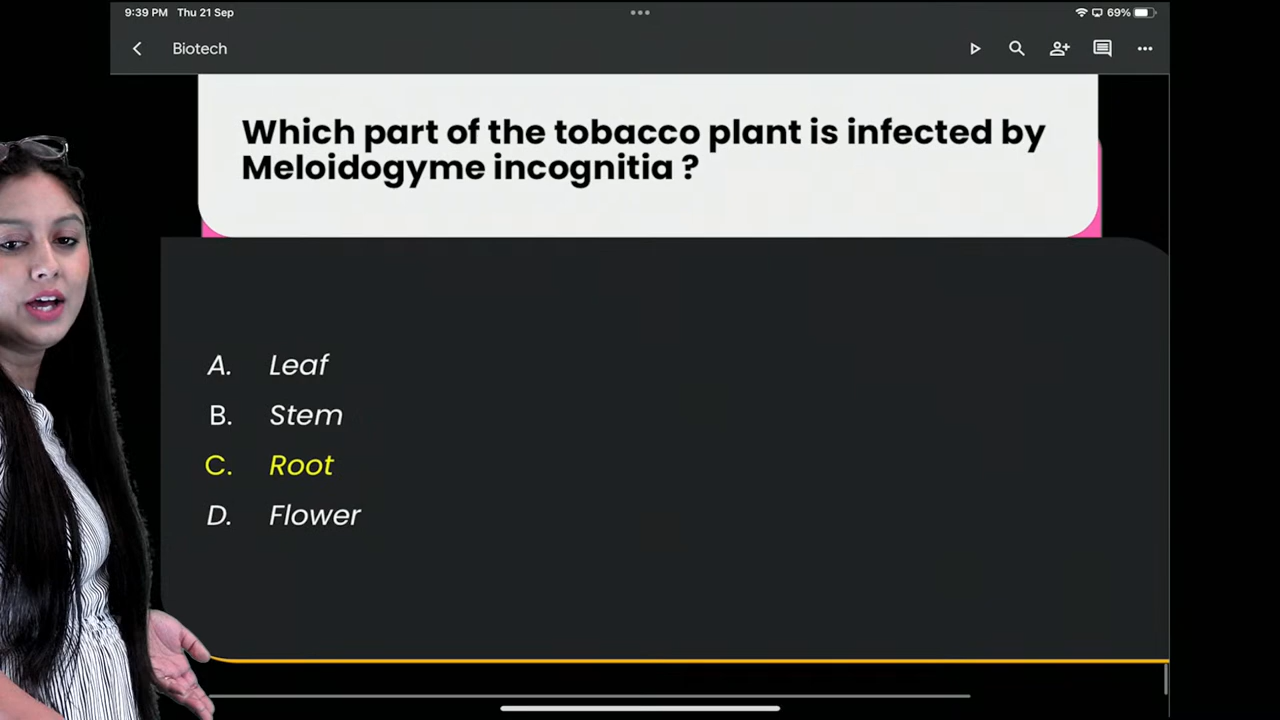 9:39 PM Thu 21 Sep
69%
Biotech
Which part of the tobacco plant is infected by
Meloidogyme incognitia ?
A. Leaf
B. Stem
C. Root
D. Flower